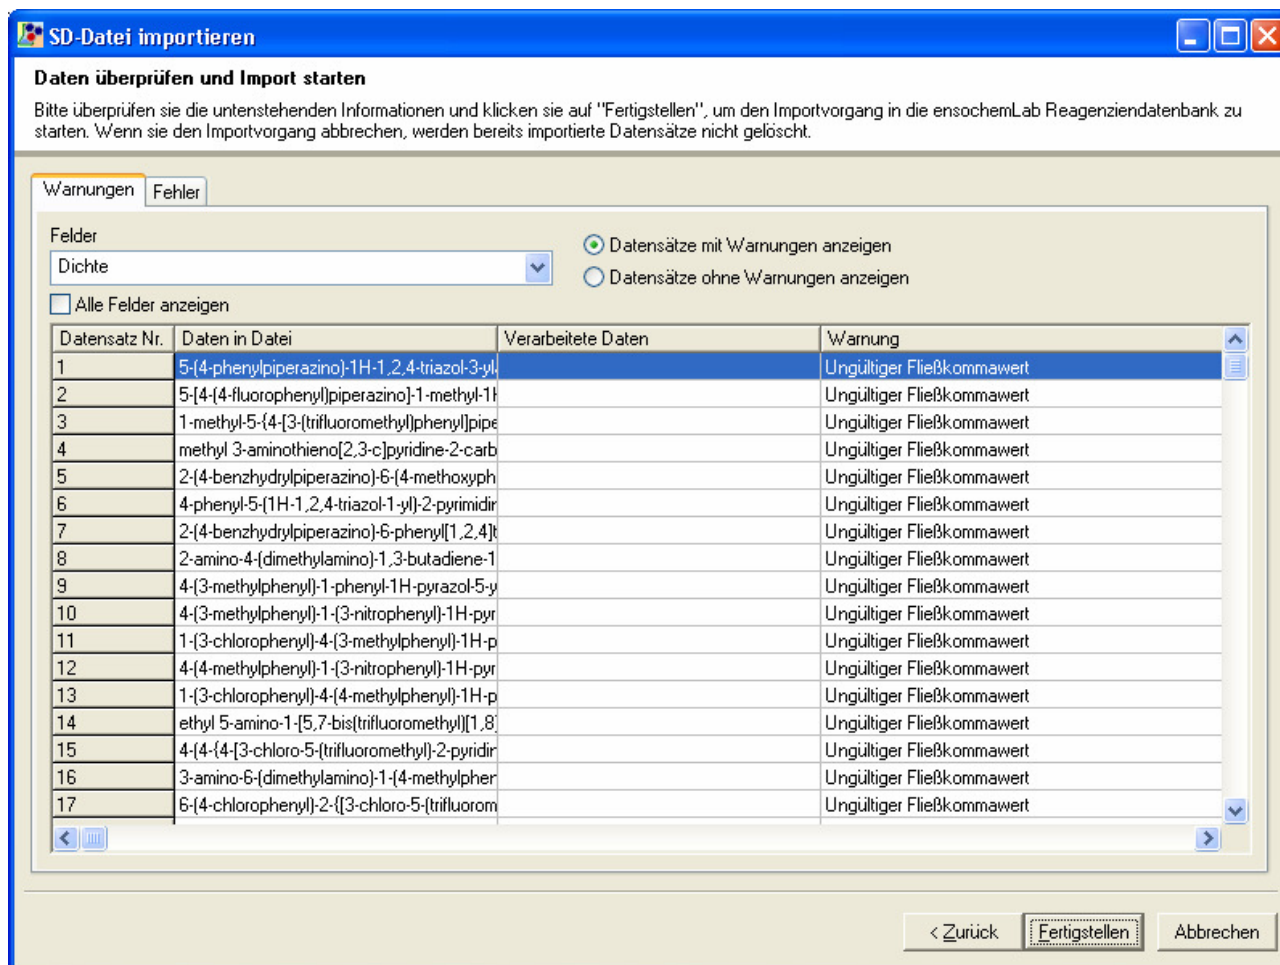 SD-Datei importieren
Daten überprüfen und Import starten
Bitte überprüfen sie die untenstehenden Informationen und klicken sie auf "Fertigstellen", um den Importvorgang in die ensochemLab Reagenziendatenbank zu
starten. Wenn sie den Importvorgang abbrechen, werden bereits importierte Datensätze nicht gelöscht.
Warnungen Fehler
Felder
Dichte
Datensätze mit Warnungen anzeigen
Datensätze ohne Warnungen anzeigen
Alle Felder anzeigen
Datensatz Nr. Daten in Datei Verarbeitete Daten Warnung
1 5-(4-phenylpiperazino)-1H-1,2,4-triazol-3-yl Ungültiger Fließkommawert
2 5-[4-(4-fluorophenyl)piperazino]-1-methyl-1H Ungültiger Fließkommawert
3 1-methyl-5-{4-[3-(trifluoromethyl)phenyl]pipe Ungültiger Fließkommawert
4 methyl 3-aminothieno[2,3-c]pyridine-2-carb Ungültiger Fließkommawert
5 2-(4-benzhydrylpiperazino)-6-(4-methoxyph Ungültiger Fließkommawert
6 4-phenyl-5-(1H-1,2,4-triazol-1-yl)-2-pyrimidin Ungültiger Fließkommawert
7 2-(4-benzhydrylpiperazino)-6-phenyl[1,2,4]t Ungültiger Fließkommawert
8 2-amino-4-(dimethylamino)-1,3-butadiene-1 Ungültiger Fließkommawert
9 4-(3-methylphenyl)-1-phenyl-1H-pyrazol-5-y Ungültiger Fließkommawert
10 4-(3-methylphenyl)-1-(3-nitrophenyl)-1H-pyr Ungültiger Fließkommawert
11 1-(3-chlorophenyl)-4-(3-methylphenyl)-1H-p Ungültiger Fließkommawert
12 4-(4-methylphenyl)-1-(3-nitrophenyl)-1H-pyr Ungültiger Fließkommawert
13 1-(3-chlorophenyl)-4-(4-methylphenyl)-1H-p Ungültiger Fließkommawert
14 ethyl 5-amino-1-[5,7-bis(trifluoromethyl)[1,8] Ungültiger Fließkommawert
15 4-(4-{4-[3-chloro-5-(trifluoromethyl)-2-pyridin Ungültiger Fließkommawert
16 3-amino-6-(dimethylamino)-1-(4-methylphen Ungültiger Fließkommawert
17 6-(4-chlorophenyl)-2-{[3-chloro-5-(trifluorom Ungültiger Fließkommawert
< Zurück Fertigstellen Abbrechen